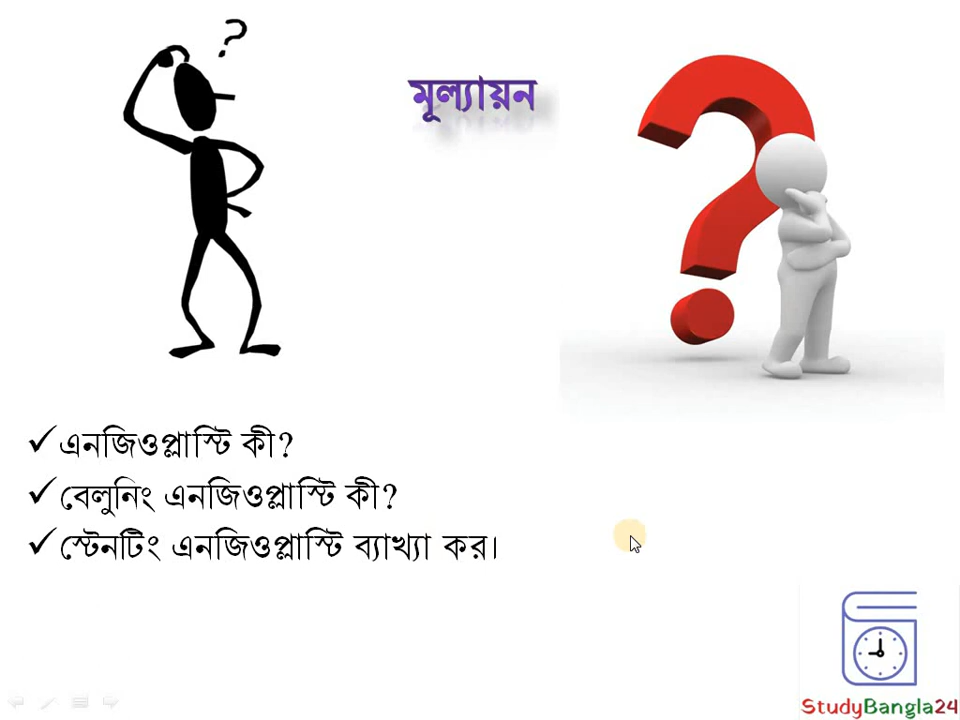 ?
মূল্যায়ন
✓এনজিওপ্লাস্টি কী?
✓বেলুনিং এনজিওপ্লাস্টি কী?
✓স্টেনটিং এনজিওপ্লাস্টি ব্যাখ্যা কর।
StudyBangla24